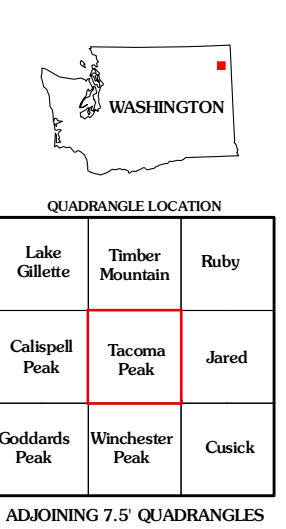 WASHINGTON
QUADRANGLE LOCATION
Lake
Gillette
Timber
Mountain
Ruby
Calispell
Peak
Tacoma
Peak
Jared
Goddards
Peak
Winchester
Peak
Cusick
ADJOINING 7.5' QUADRANGLES